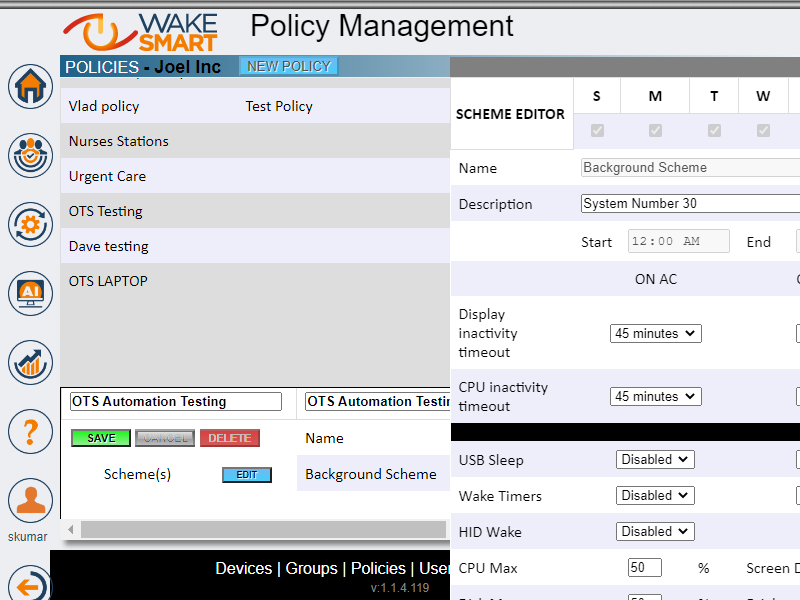 WAKE
SMART
Policy Management
POLICIES - Joel Inc
NEW POLICY
Vlad policy Test Policy
Nurses Stations
Urgent Care
OTS Testing
Dave testing
OTS LAPTOP
OTS Automation Testing
OTS Automation Testin
SAVE CANCEL DELETE
Name
Scheme(s) EDIT
Background Scheme
SCHEME EDITOR
S M T W
Name Background Scheme
Description System Number 30
Start 12:00 AM End
ON AC
Display
inactivity
timeout
45 minutes
CPU inactivity
timeout
45 minutes
USB Sleep Disabled
Wake Timers Disabled
HID Wake Disabled
CPU Max 50 % Screen D
AI
?
skumar
Devices | Groups | Policies | User
v:1.1.4.119